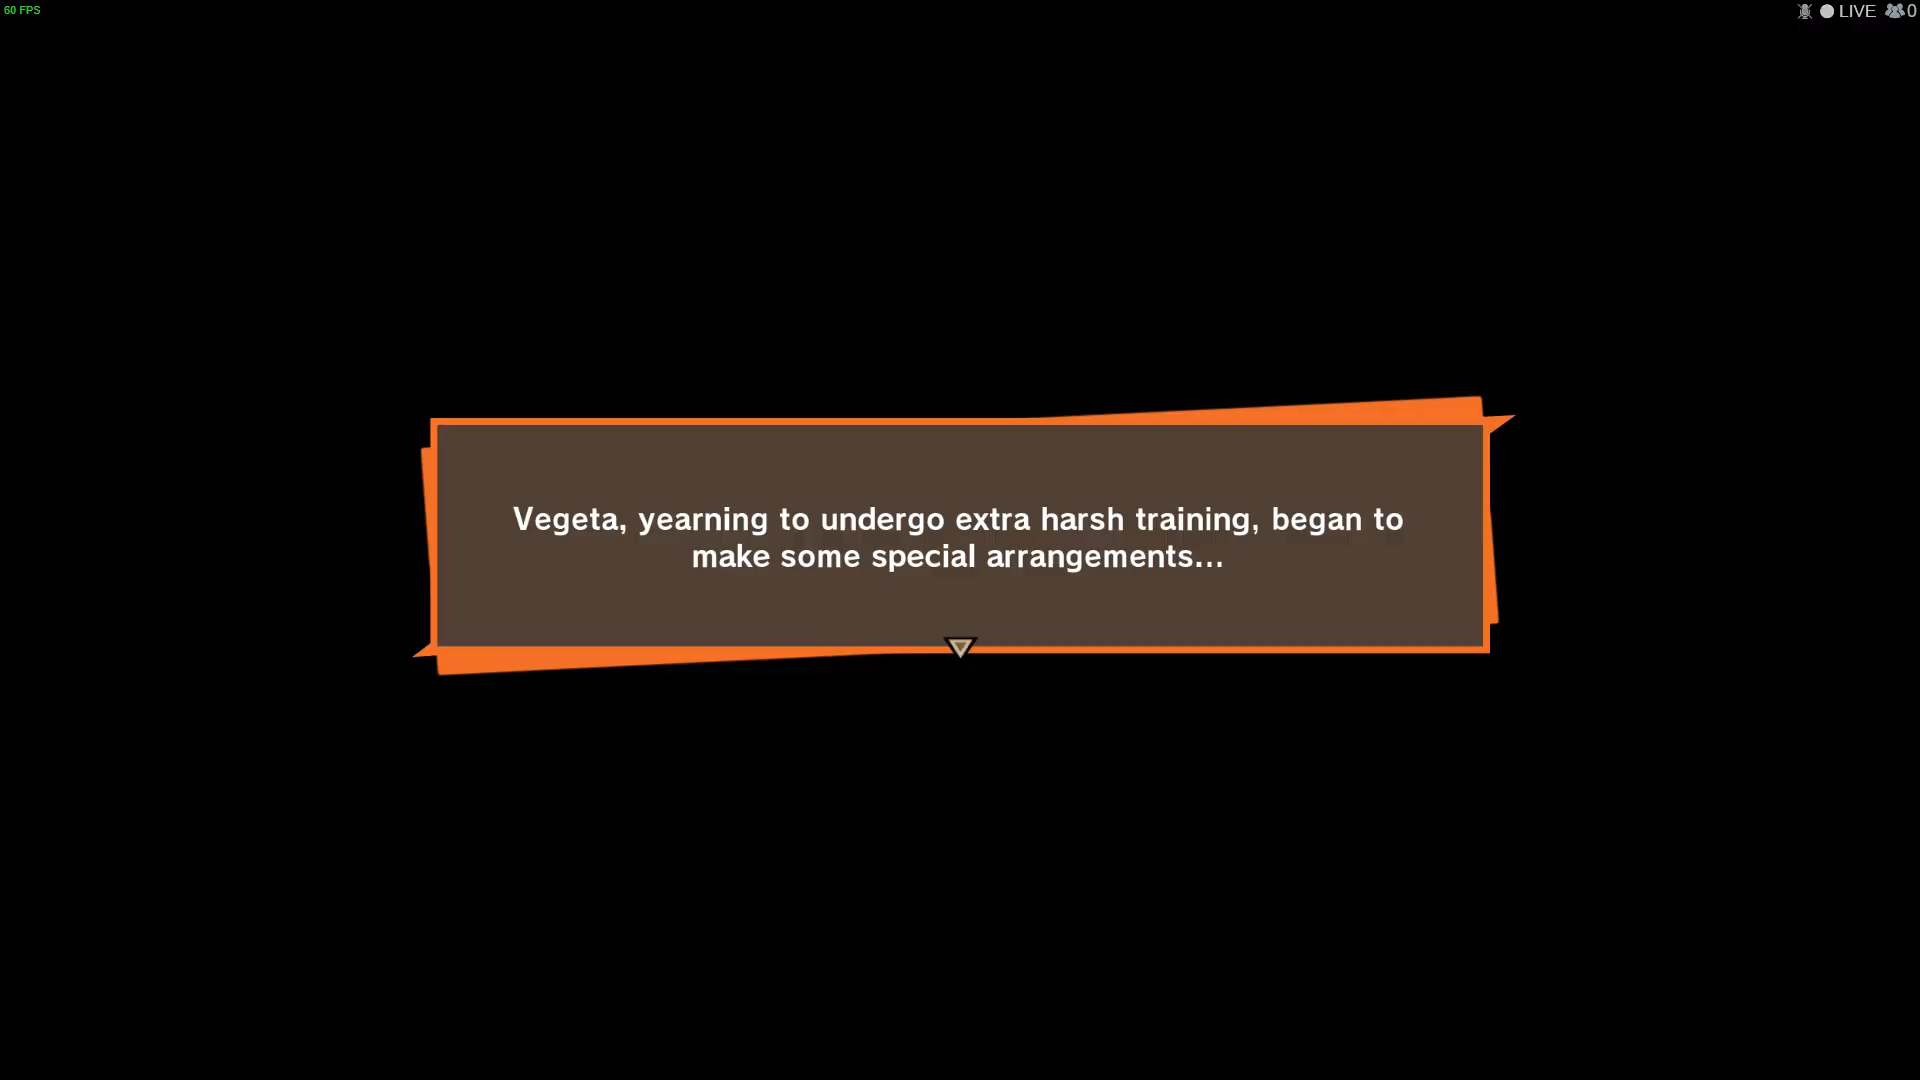 60 FPS
LIVE 0
Vegeta, yearning to undergo extra harsh training, began to
make some special arrangements...